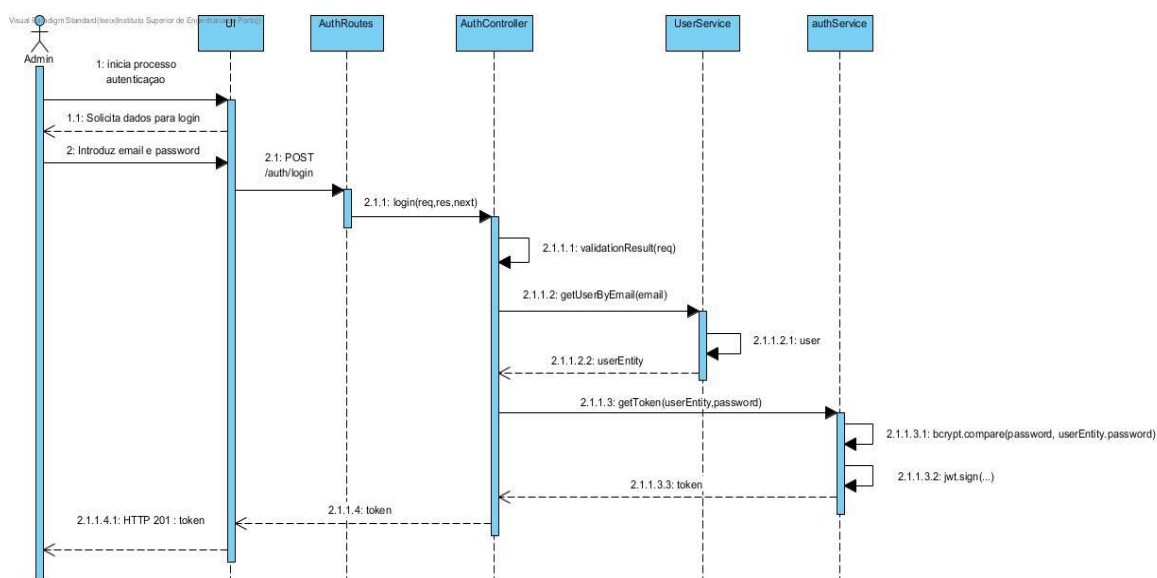 Visual Paradigm Standard(iseix(Instituto Superior de Engenharia do Porto))
UI
AuthRoutes
AuthController
UserService
authService
Admin
1: inicia processo
autenticaçao
1.1: Solicita dados para login
2: Introduz email e password
2.1: POST
/auth/login
2.1.1: login(req,res,next)
2.1.1.1: validationResult(req)
2.1.1.2: getUserByEmail(email)
2.1.1.2.1: user
2.1.1.2.2: userEntity
2.1.1.3: getToken(userEntity,password)
2.1.1.3.1: bcrypt.compare(password, userEntity.password)
2.1.1.3.2: jwt.sign(...)
2.1.1.3.3: token
2.1.1.4: token
2.1.1.4.1: HTTP 201 : token